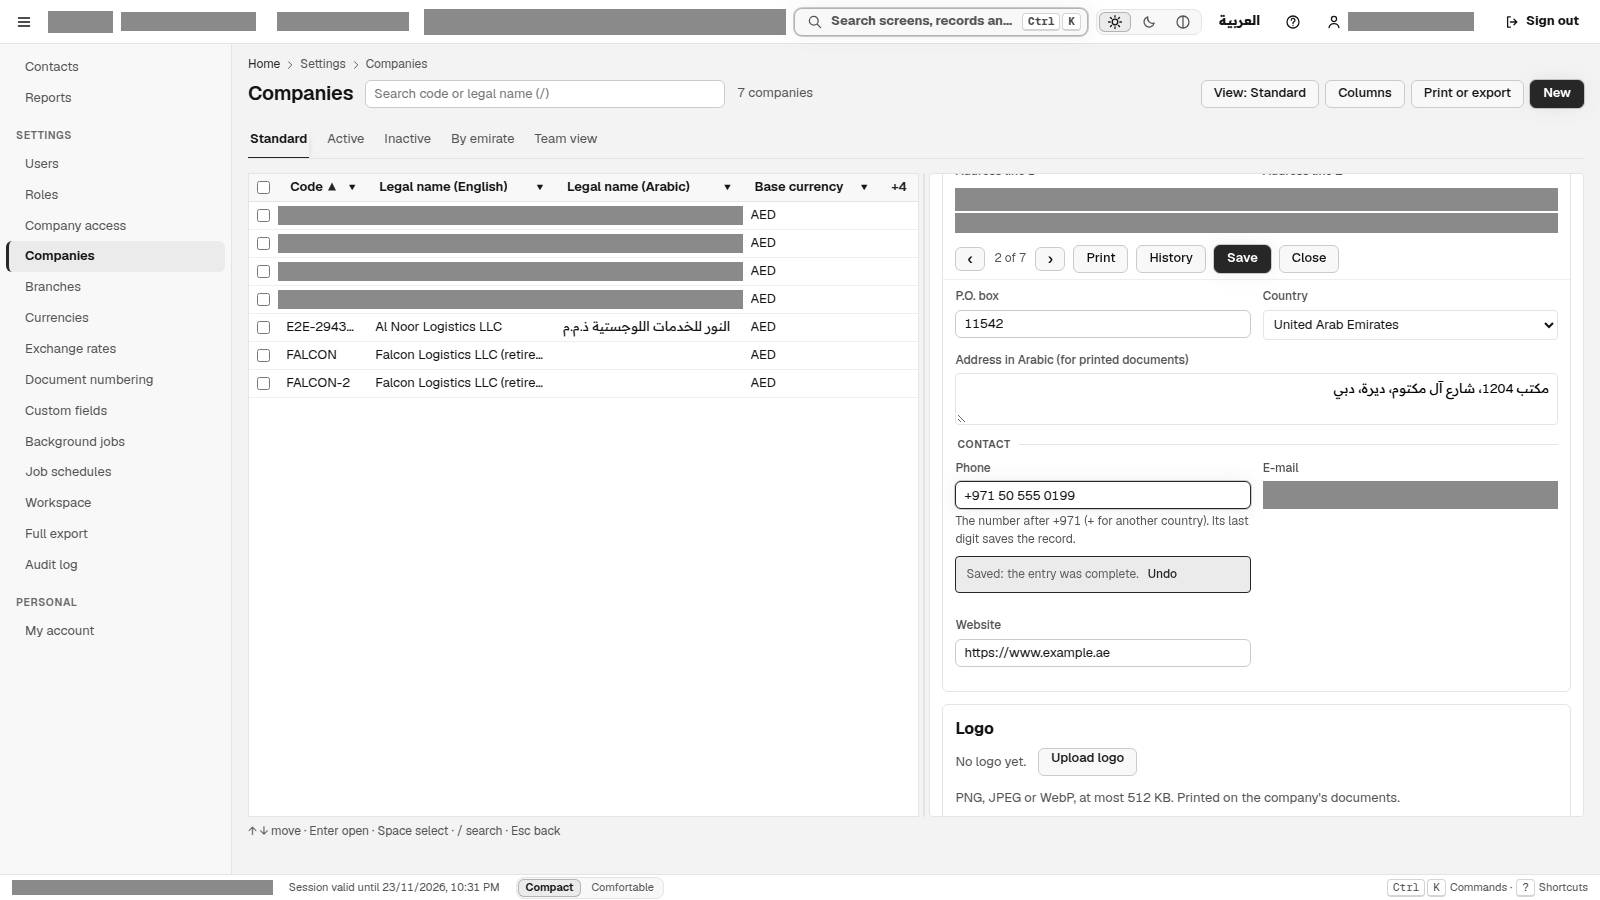 Search screens, records an... Ctrl K العربية Sign out
Contacts
Reports
SETTINGS
Users
Roles
Company access
Companies
Branches
Currencies
Exchange rates
Document numbering
Custom fields
Background jobs
Job schedules
Workspace
Full export
Audit log
PERSONAL
My account
Home > Settings > Companies
Companies Search code or legal name (/) 7 companies View: Standard Columns Print or export New
Standard Active Inactive By emirate Team view
Code ▲ ▼ Legal name (English) ▼ Legal name (Arabic) ▼ Base currency ▼ +4
AED
AED
AED
AED
E2E-2943... Al Noor Logistics LLC النور للخدمات اللوجستية ذ.م.م AED
FALCON Falcon Logistics LLC (retire... AED
FALCON-2 Falcon Logistics LLC (retire... AED
‹ 2 of 7 › Print History Save Close
P.O. box Country
11542 United Arab Emirates
Address in Arabic (for printed documents)
مكتب 1204، شارع آل مكتوم، ديرة، دبي
CONTACT
Phone E-mail
+971 50 555 0199
The number after +971 (+ for another country). Its last
digit saves the record.
Saved: the entry was complete. Undo
Website
https://www.example.ae
Logo
No logo yet. Upload logo
PNG, JPEG or WebP, at most 512 KB. Printed on the company's documents.
↑ ↓ move · Enter open · Space select · / search · Esc back
Session valid until 23/11/2026, 10:31 PM Compact Comfortable Ctrl K Commands · ? Shortcuts